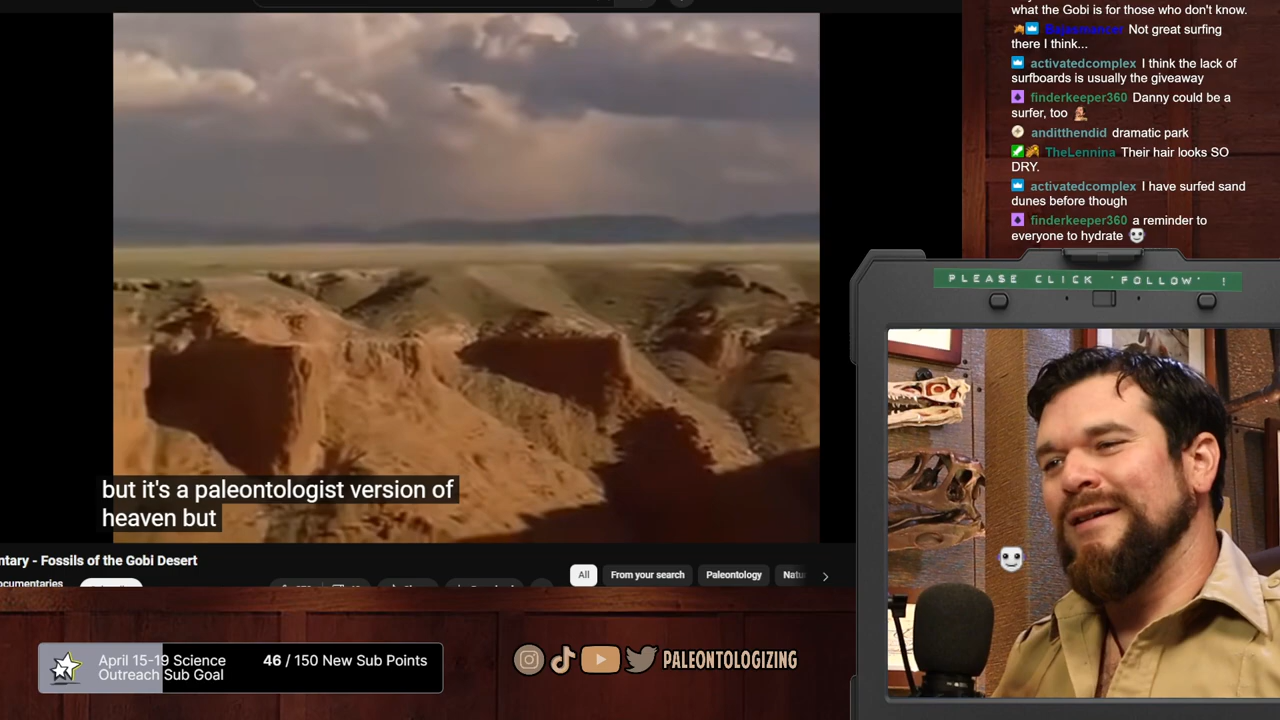 what the Gobi is for those who don't know.
Not great surfing
there I think...
activatedcomplex I think the lack of
surfboards is usually the giveaway
finderkeeper360 Danny could be a
surfer, too
anditthendid dramatic park
TheLennina Their hair looks SO
DRY.
activatedcomplex I have surfed sand
dunes before though
finderkeeper360 a reminder to
everyone to hydrate
PLEASE CLICK 'FOLLOW' !
but it's a paleontologist version of
heaven but
ntary - Fossils of the Gobi Desert
ocumentaries
All From your search Paleontology Natu
April 15-19 Science
Outreach Sub Goal
46 / 150 New Sub Points
PALEONTOLOGIZING